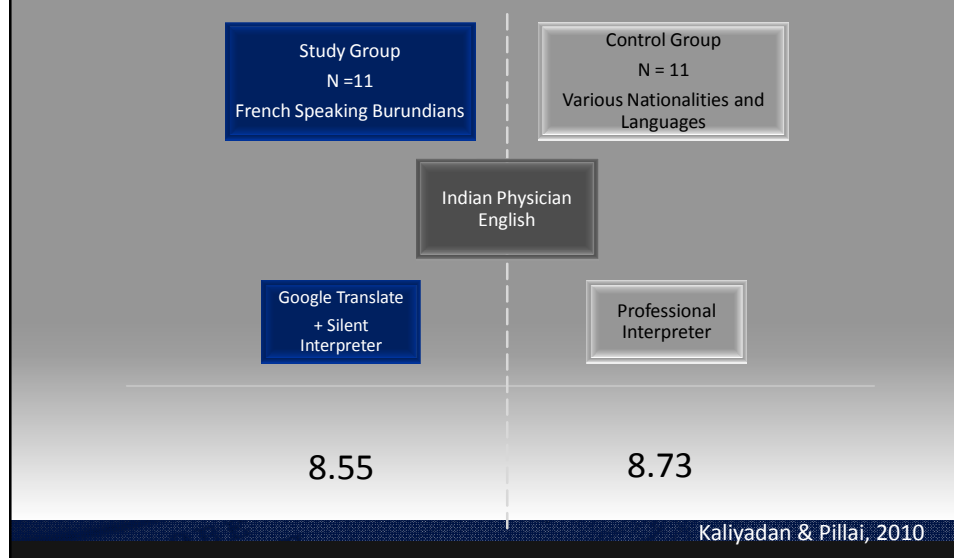 Study Group
N =11
French Speaking Burundians
Control Group
N = 11
Various Nationalities and
Languages
Indian Physician
English
Google Translate
+ Silent
Interpreter
Professional
Interpreter
8.55
8.73
Kaliyadan & Pillai, 2010